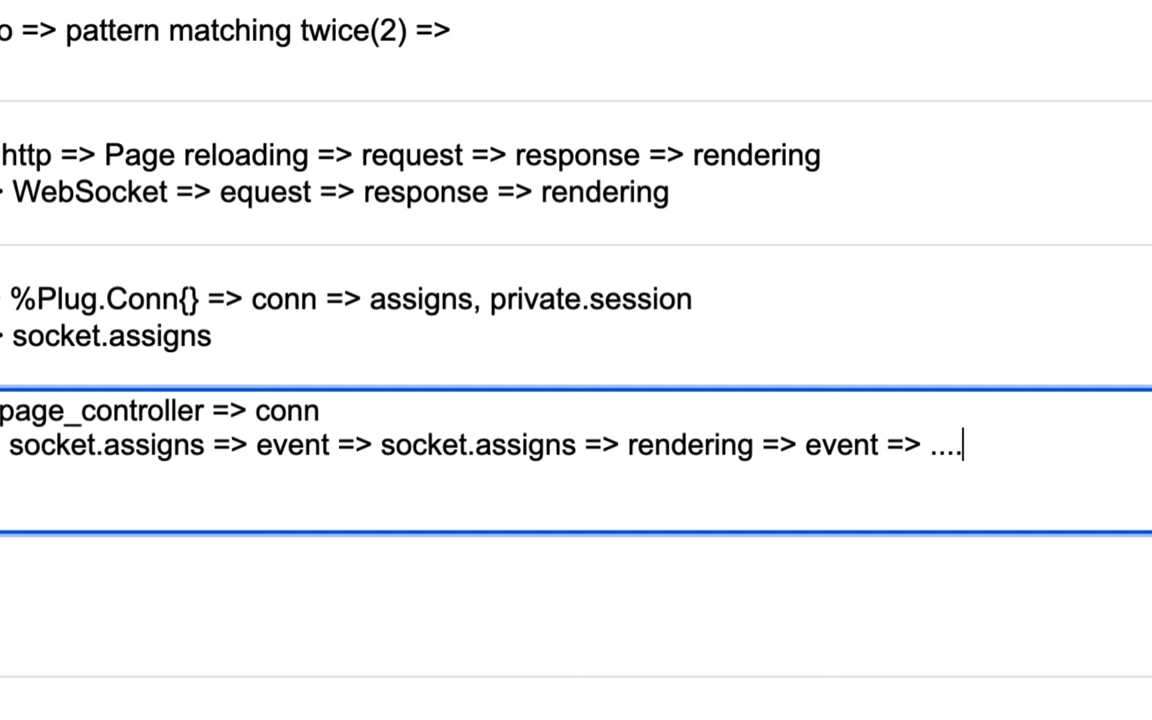 o => pattern matching twice(2) =>
http => Page reloading => request => response => rendering
WebSocket => equest => response => rendering
%Plug.Conn{} => conn => assigns, private.session
socket.assigns
page_controller => conn
socket.assigns => event => socket.assigns => rendering => event => ....